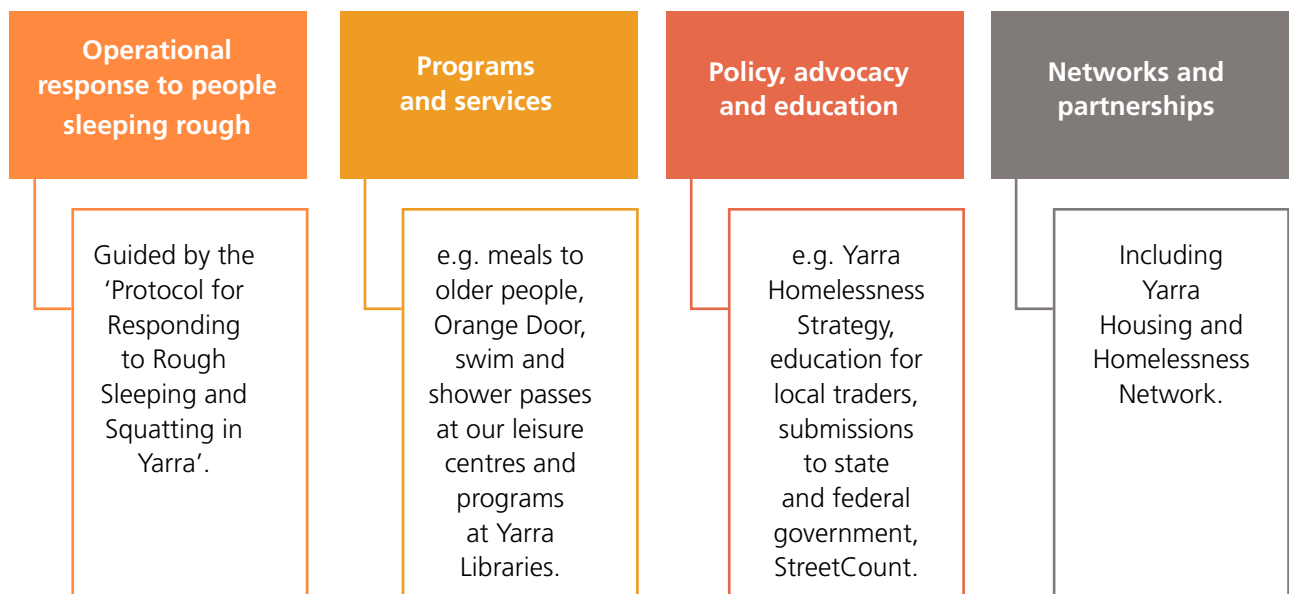 Operational
response to people
sleeping rough
Guided by the
‘Protocol for
Responding
to Rough
Sleeping and
Squatting in
Yarra’.
Programs
and services
e.g. meals to
older people,
Orange Door,
swim and
shower passes
at our leisure
centres and
programs
at Yarra
Libraries.
Policy, advocacy
and education
e.g. Yarra
Homelessness
Strategy,
education for
local traders,
submissions
to state
and federal
government,
StreetCount.
Networks and
partnerships
Including
Yarra
Housing and
Homelessness
Network.